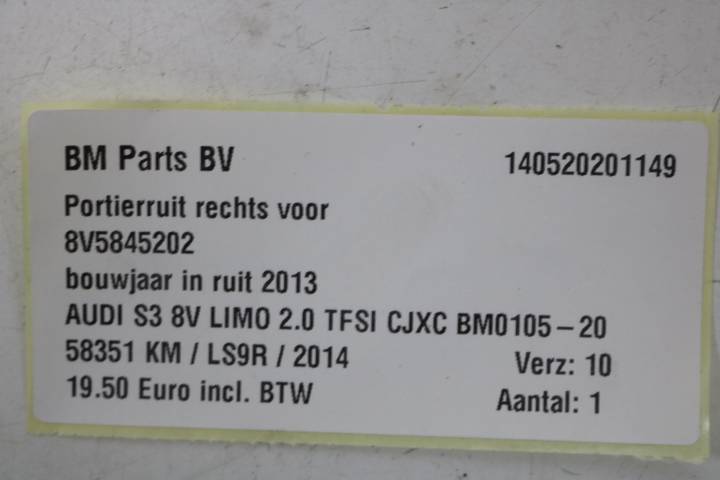 BM Parts BV 140520201149
Portierruit rechts voor
8V5845202
bouwjaar in ruit 2013
AUDI S3 8V LIMO 2.0 TFSI CJXC BM0105-20
58351 KM / LS9R / 2014 Verz: 10
19.50 Euro incl. BTW Aantal: 1